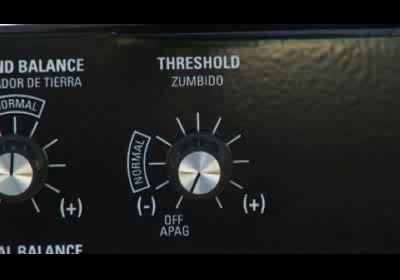 ND BALANCE
ADOR DE TIERRA
NORMAL
(+)
THRESHOLD
ZUMBIDO
NORMAL
(-)
OFF
APAG
(+)
AL BALANCE